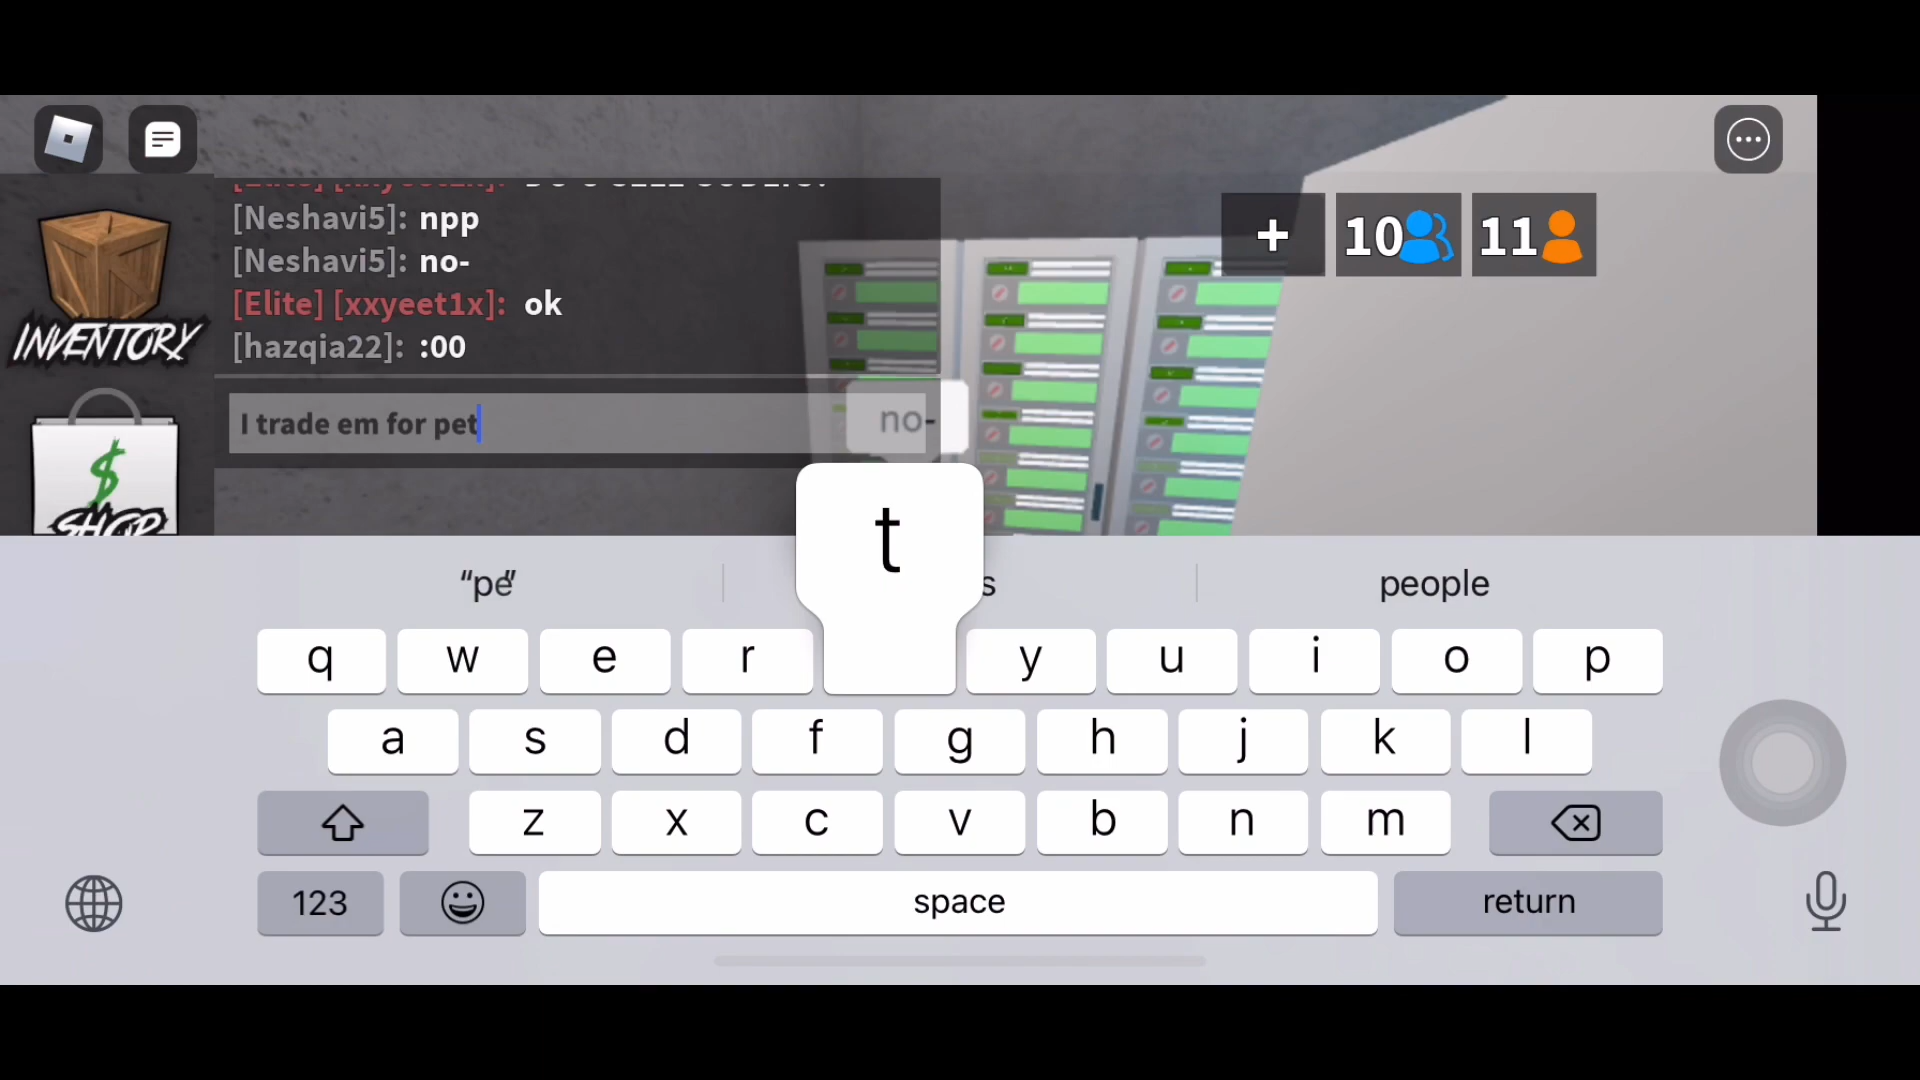 [Neshavi5]: npp
+
10
11
[Neshavi5]: no-
[Elite] [xxyeet1x]: ok
[hazqia22]: :00
INVENTORY
I trade em for pet
no-
$
SHOP
t
“pe”
s
people
q w e r y u i o p
a s d f g h j k l
z x c v b n m
123
space
return